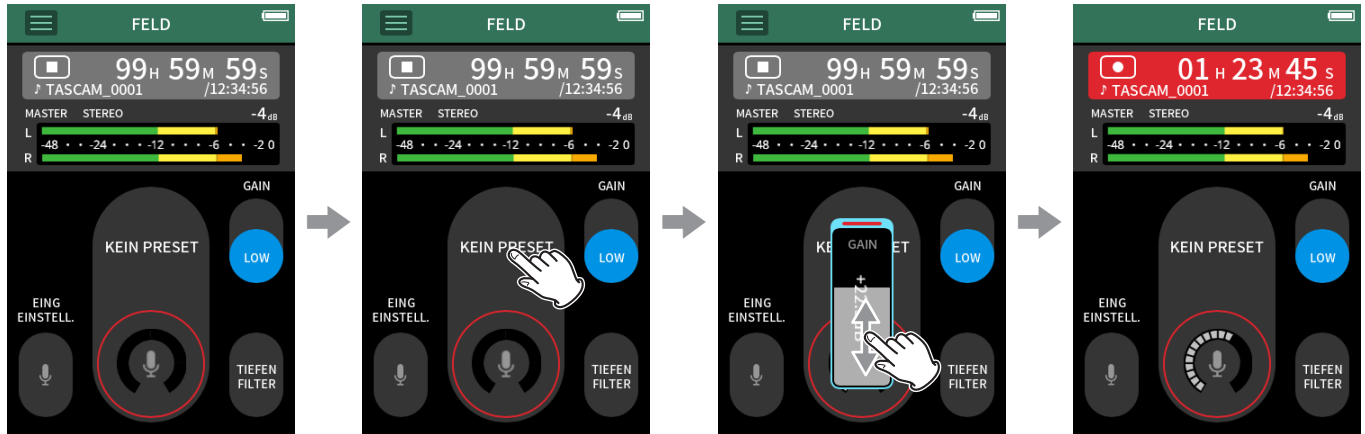 FELD
99H 59M 59S
♪ TASCAM_0001 /12:34:56
MASTER STEREO -4dB
L
-48 · · -24 · · · · -12 · · · · -6 · · -2 0
R
GAIN
KEIN PRESET
LOW
EING
EINSTELL.
TIEFEN
FILTER
FELD
99H 59M 59S
♪ TASCAM_0001 /12:34:56
MASTER STEREO -4dB
L
-48 · · -24 · · · · -12 · · · · -6 · · -2 0
R
GAIN
KEIN PRESET
LOW
EING
EINSTELL.
TIEFEN
FILTER
FELD
99H 59M 59S
♪ TASCAM_0001 /12:34:56
MASTER STEREO -4dB
L
-48 · · -24 · · · · -12 · · · · -6 · · -2 0
R
GAIN
KE ET
GAIN
LOW
EING
EINSTELL.
TIEFEN
FILTER
FELD
01 H 23 M 45 S
♪ TASCAM_0001 /12:34:56
MASTER STEREO -4dB
L
-48 · · -24 · · · · -12 · · · · -6 · · -2 0
R
GAIN
KEIN PRESET
LOW
EING
EINSTELL.
TIEFEN
FILTER